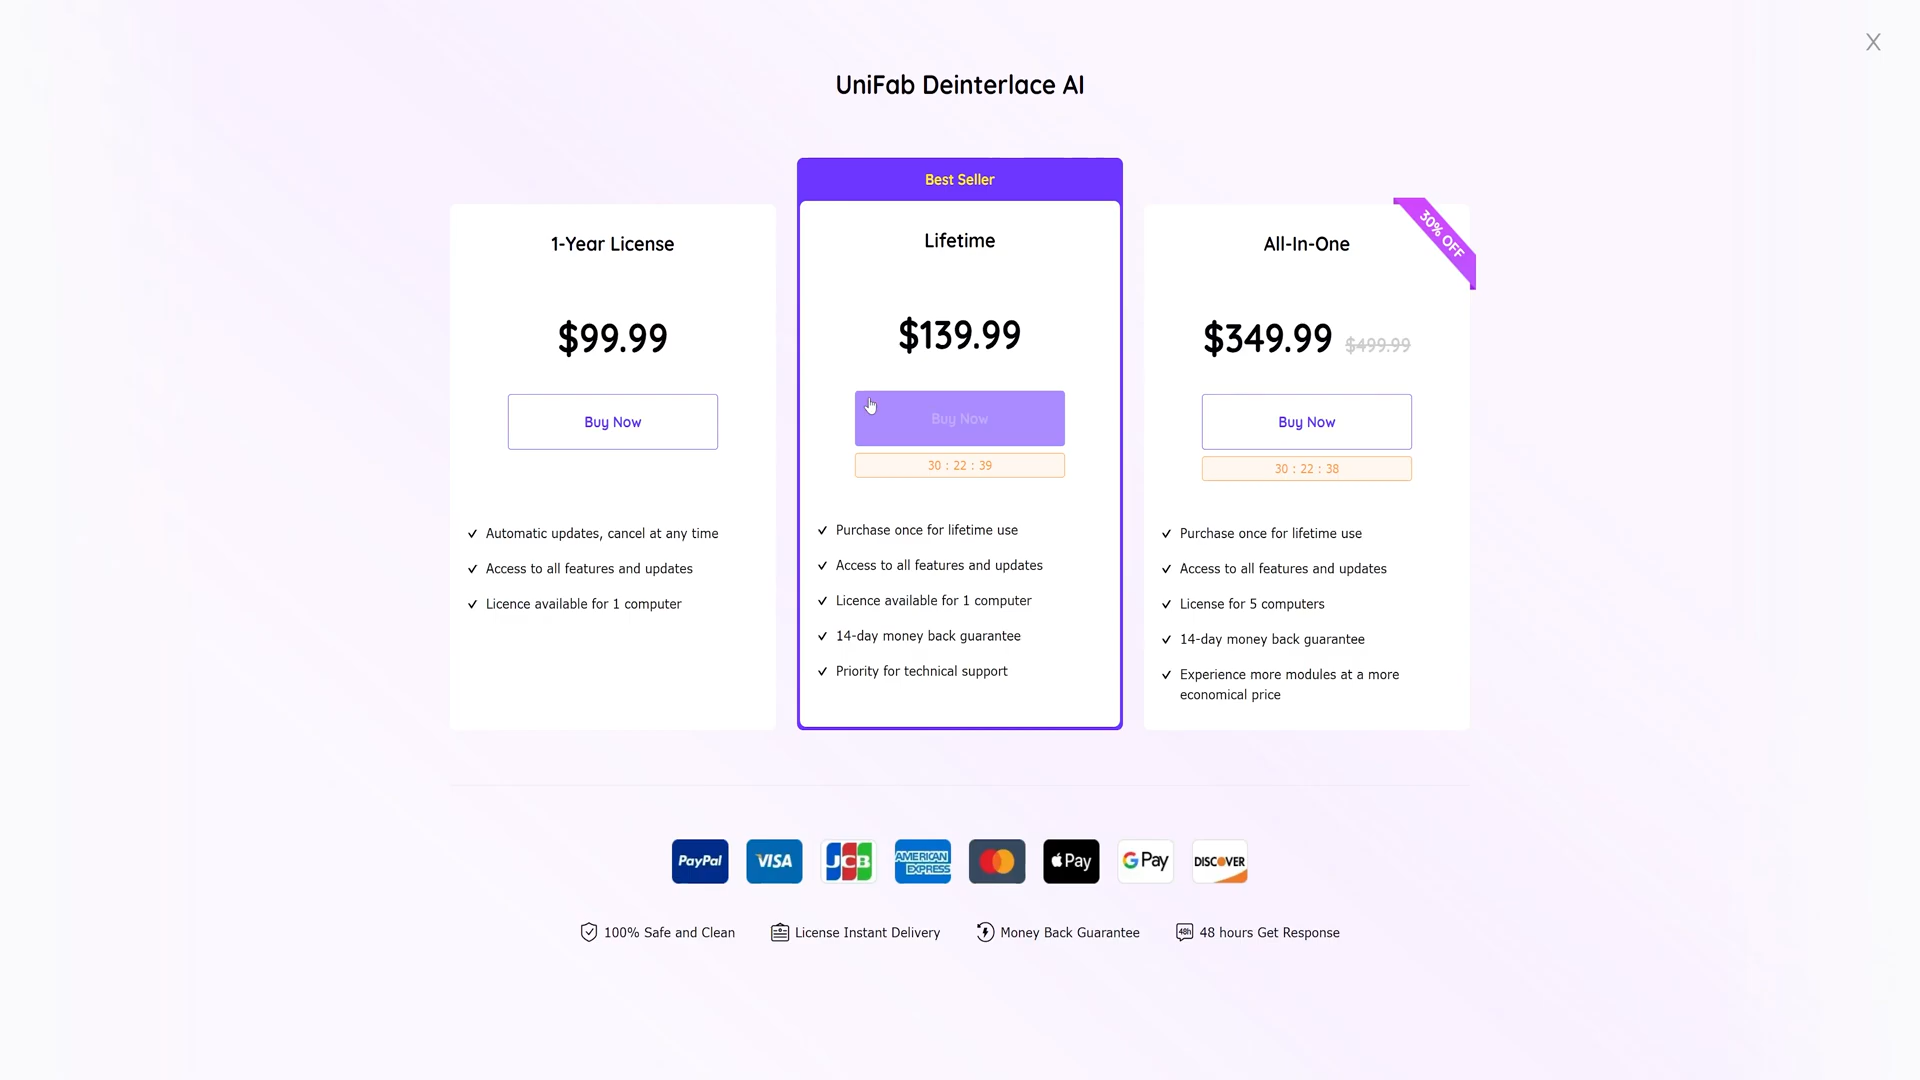 X
UniFab Deinterlace AI
Best Seller
1-Year License
$99.99
Buy Now
Automatic updates, cancel at any time
Access to all features and updates
Licence available for 1 computer
Lifetime
$139.99
Buy Now
30 : 22 : 39
Purchase once for lifetime use
Access to all features and updates
Licence available for 1 computer
14-day money back guarantee
Priority for technical support
30% OFF
All-In-One
$349.99 $499.99
Buy Now
30 : 22 : 38
Purchase once for lifetime use
Access to all features and updates
License for 5 computers
14-day money back guarantee
Experience more modules at a more
economical price
PayPal
VISA
JCB
AMERICAN
EXPRESS
Pay
G Pay
DISCOVER
100% Safe and Clean
License Instant Delivery
Money Back Guarantee
48h
48 hours Get Response